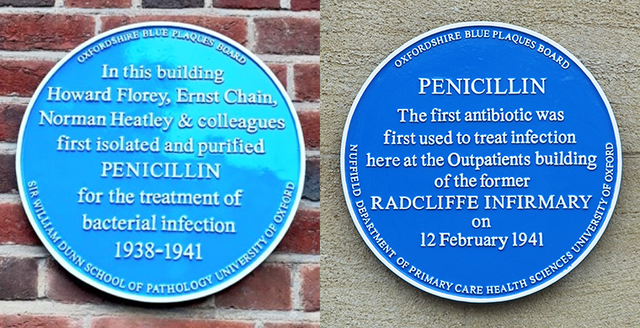 OXFORDSHIRE BLUE PLAQUES BOARD
In this building
Howard Florey, Ernst Chain,
Norman Heatley & colleagues
first isolated and purified
PENICILLIN
for the treatment of
bacterial infection
1938-1941
SIR WILLIAM DUNN SCHOOL OF PATHOLOGY UNIVERSITY OF OXFORD
OXFORDSHIRE BLUE PLAQUES BOARD
PENICILLIN
The first antibiotic was
first used to treat infection
here at the Outpatients building
of the former
RADCLIFFE INFIRMARY
on
12 February 1941
NUFFIELD DEPARTMENT OF PRIMARY CARE HEALTH SCIENCES UNIVERSITY OF OXFORD